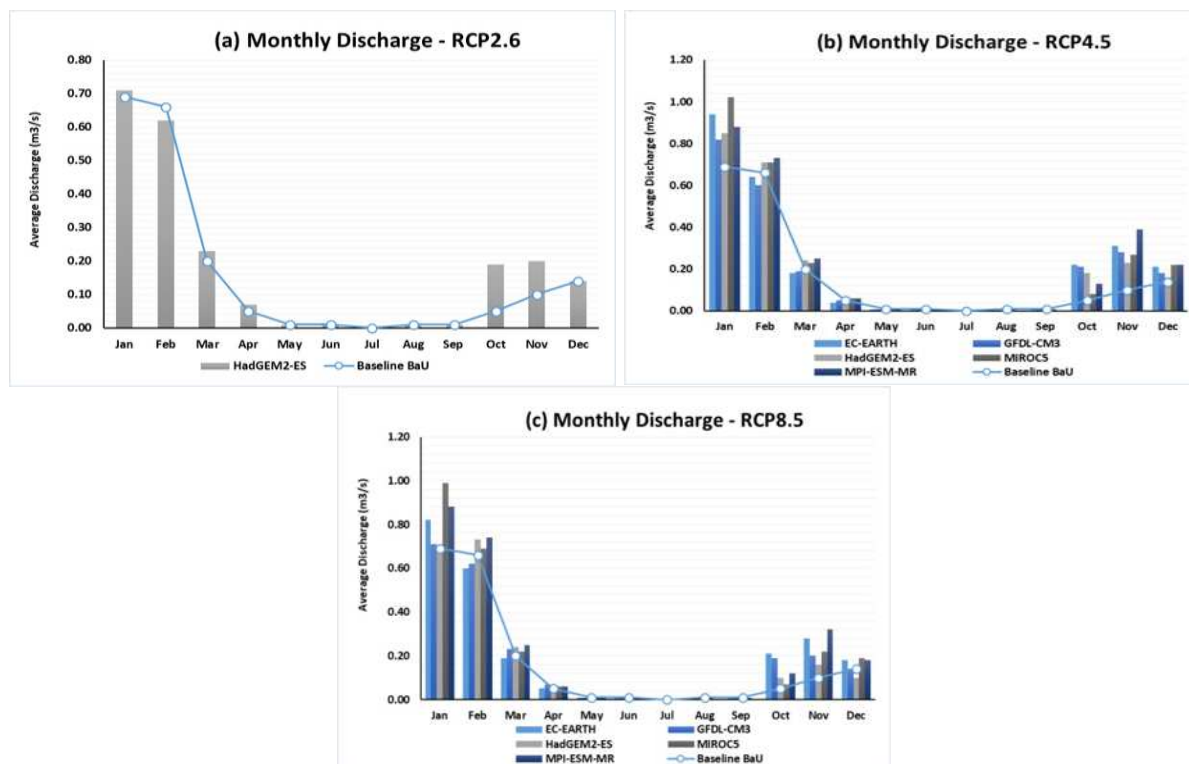 (a) Monthly Discharge - RCP2.6
Average Discharge (m3/s)
0.80
0.70
0.60
0.50
0.40
0.30
0.20
0.10
0.00
Jan Feb Mar Apr May Jun Jul Aug Sep Oct Nov Dec
HadGEM2-ES Baseline BaU
(b) Monthly Discharge - RCP4.5
Average Discharge (m3/s)
1.20
1.00
0.80
0.60
0.40
0.20
0.00
Jan Feb Mar Apr May Jun Jul Aug Sep Oct Nov Dec
EC-EARTH GFDL-CM3
HadGEM2-ES MIROC5
MPI-ESM-MR Baseline BaU
(c) Monthly Discharge - RCP8.5
Average Discharge (m3/s)
1.20
1.00
0.80
0.60
0.40
0.20
0.00
Jan Feb Mar Apr May Jun Jul Aug Sep Oct Nov Dec
EC-EARTH GFDL-CM3
HadGEM2-ES MIROC5
MPI-ESM-MR Baseline BaU